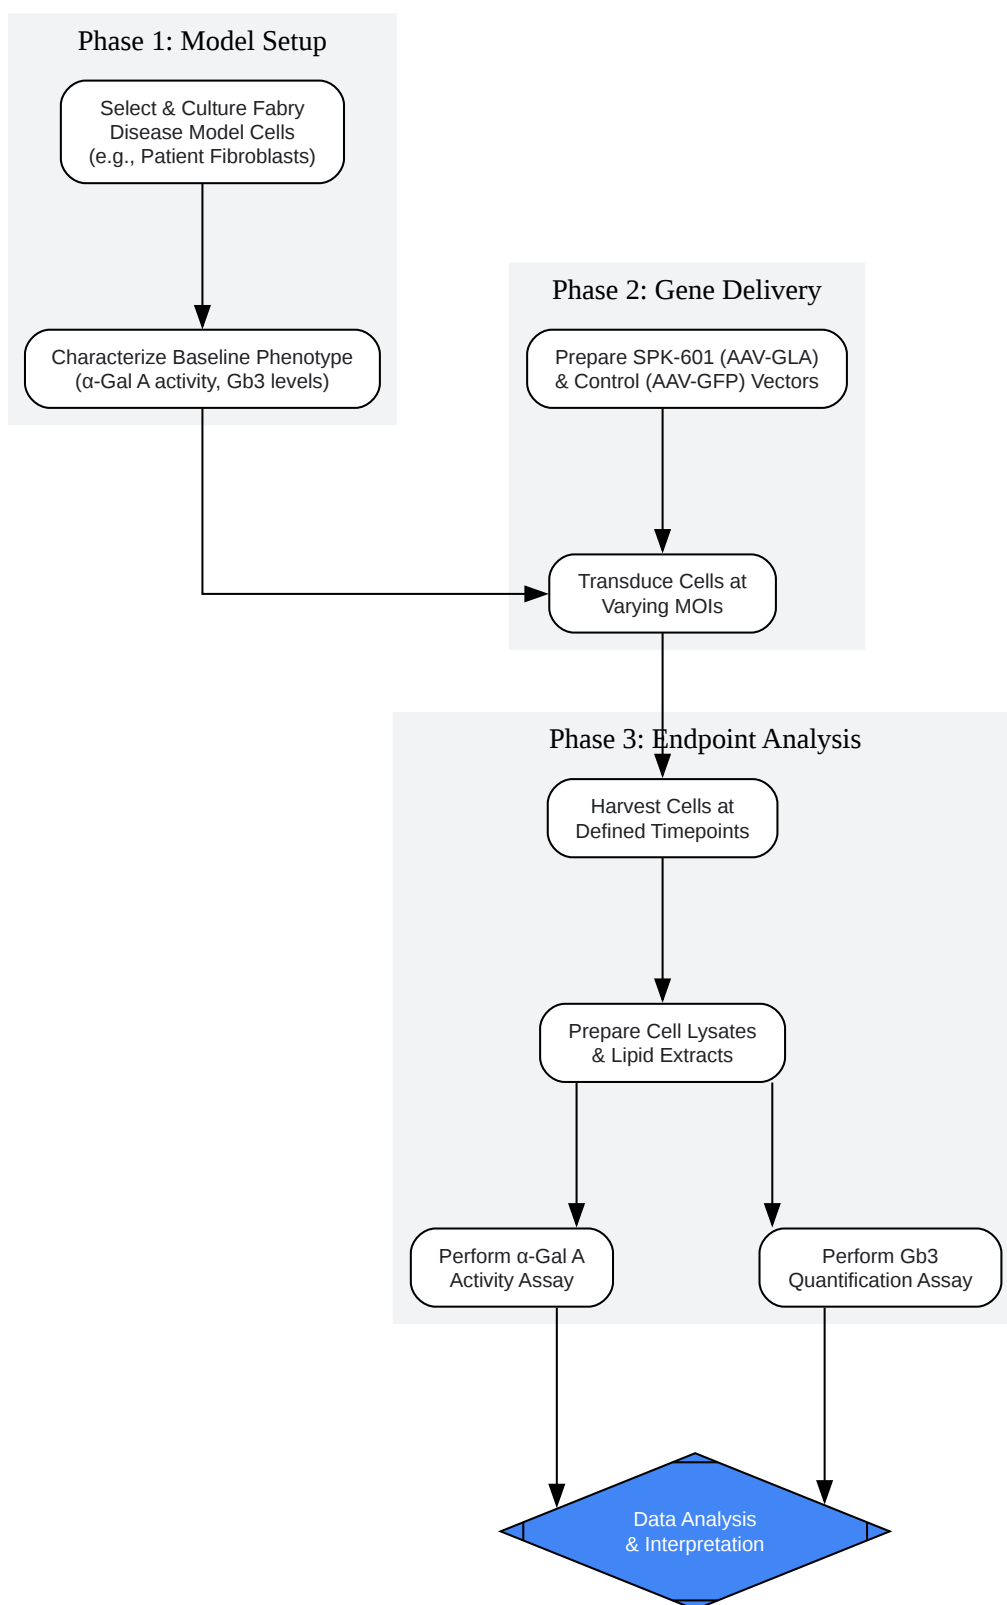 Phase 1: Model Setup
Select & Culture Fabry
Disease Model Cells
(e.g., Patient Fibroblasts)
Characterize Baseline Phenotype
(α-Gal A activity, Gb3 levels)
Phase 2: Gene Delivery
Prepare SPK-601 (AAV-GLA)
& Control (AAV-GFP) Vectors
Transduce Cells at
Varying MOIs
Phase 3: Endpoint Analysis
Harvest Cells at
Defined Timepoints
Prepare Cell Lysates
& Lipid Extracts
Perform α-Gal A
Activity Assay
Perform Gb3
Quantification Assay
Data Analysis
& Interpretation